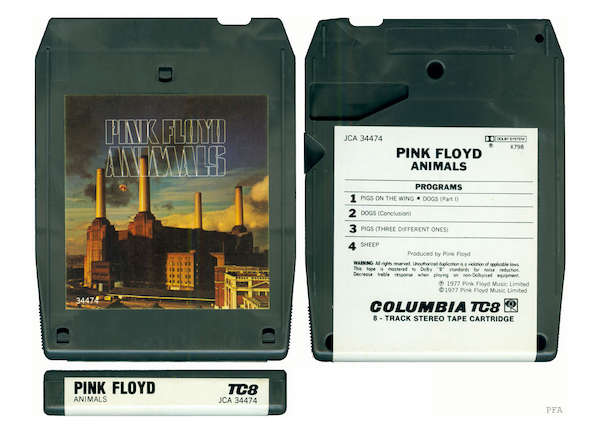 PINK FLOYD
ANIMALS
34474
PINK FLOYD
ANIMALS
TC8
JCA 34474
JCA 34474
DOLBY SYSTEM
®
X798
PINK FLOYD
ANIMALS
PROGRAMS
1 PIGS ON THE WING • DOGS (Part I)
2 DOGS (Conclusion)
3 PIGS (THREE DIFFERENT ONES)
4 SHEEP
Produced by Pink Floyd
WARNING: All rights reserved. Unauthorized duplication is a violation of applicable laws.
This tape is mastered to Dolby "B" standards for noise reduction.
Decrease treble response when playing on non-Dolbyised equipment.
℗ 1977 Pink Floyd Music Limited
©1977 Pink Floyd Music Limited
COLUMBIA TC8
8 - TRACK STEREO TAPE CARTRIDGE
PFA